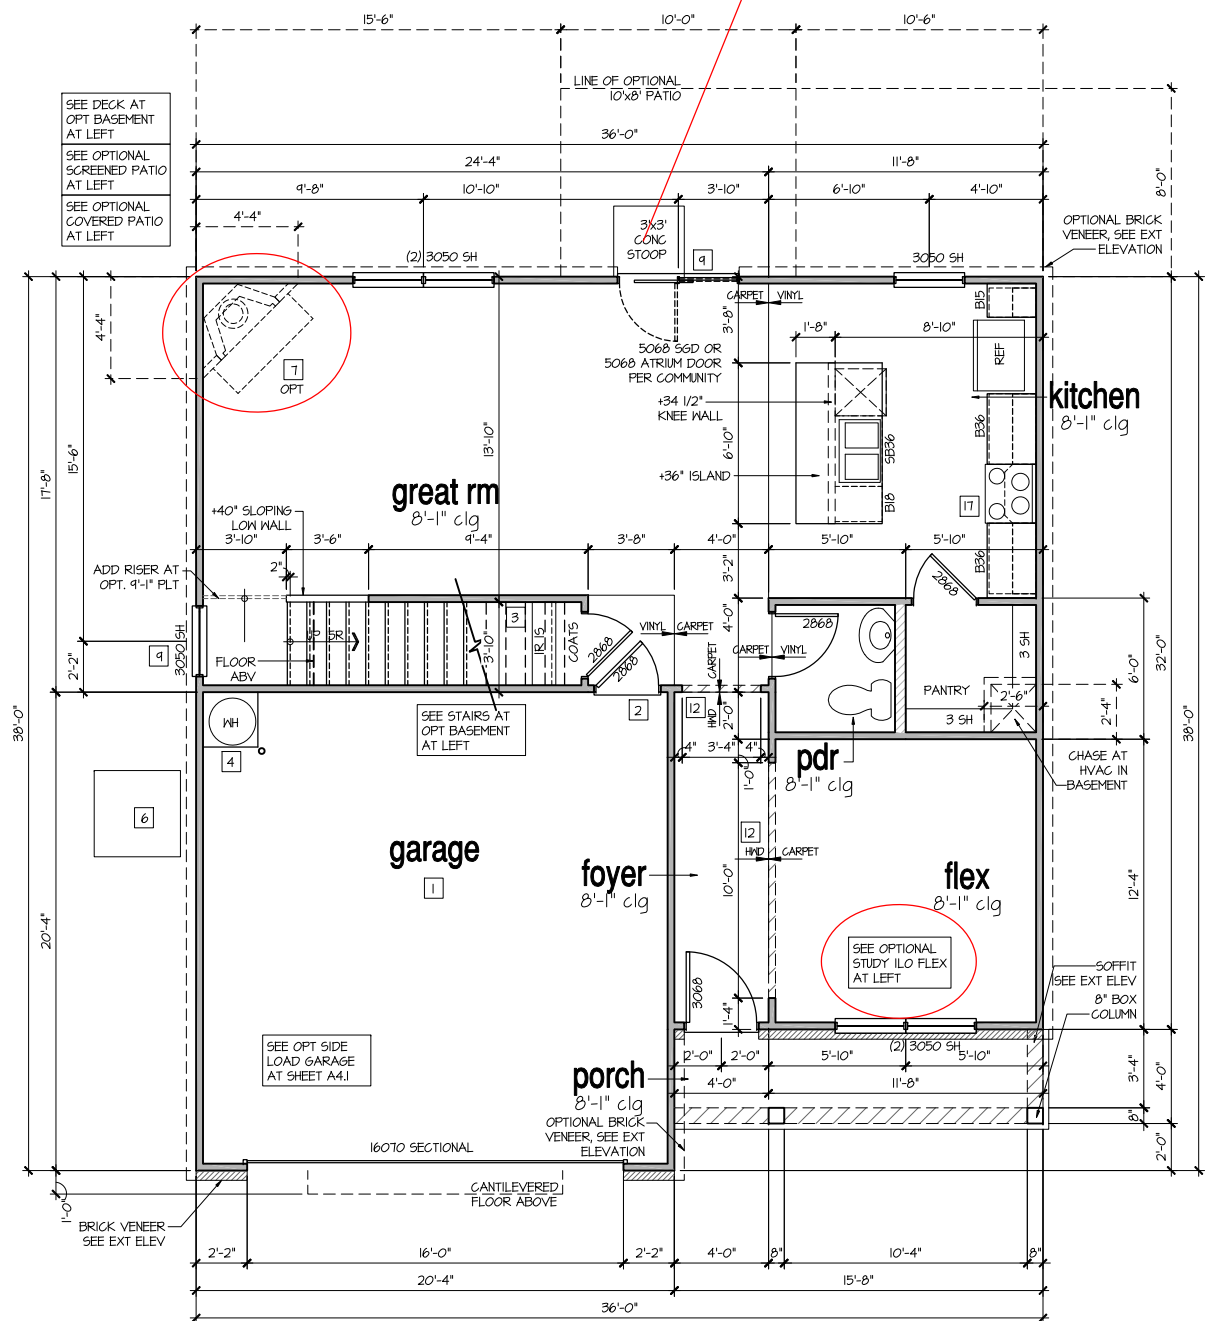 15'-6"
10'-0"
10'-6"
LINE OF OPTIONAL
10'x8' PATIO
SEE DECK AT
OPT BASEMENT
AT LEFT
SEE OPTIONAL
SCREENED PATIO
AT LEFT
SEE OPTIONAL
COVERED PATIO
AT LEFT
36'-0"
24'-4"
11'-8"
9'-8"
10'-10"
3'-10"
6'-10"
4'-10"
8'-0"
4'-4"
3'x3'
CONC
STOOP
OPTIONAL BRICK
VENEER, SEE EXT
ELEVATION
(2) 3050 SH
9
3050 SH
CARPET
VINYL
B15
4'-4"
3'-8"
1'-8"
8'-10"
7
OPT
5068 SGD OR
5068 ATRIUM DOOR
PER COMMUNITY
REF
+34 1/2"
KNEE WALL
kitchen
8'-1" clg
B36
15'-6"
17'-8"
13'-10"
6'-10"
SB36
+36" ISLAND
great rm
8'-1" clg
B18
17
+40" SLOPING
LOW WALL
3'-10"
3'-6"
9'-4"
3'-8"
4'-0"
5'-10"
5'-10"
B36
2"
3'-2"
2868
ADD RISER AT
OPT. 9'-1" PLT
3
4'-0"
2868
VINYL
CARPET
5R
1R 15
COATS
2868
2868
3'-10"
3 SH
9
3050 SH
2'-2"
FLOOR
ABV
CARPET
VINYL
CARPET
6'-0"
32'-0"
PANTRY
2'-6"
2'-4"
3 SH
38'-0"
WH
SEE STAIRS AT
OPT BASEMENT
AT LEFT
2
12
HWD
2'-0"
38'-0"
4
4"
3'-4"
4"
1'-0"
pdr
8'-1" clg
CHASE AT
HVAC IN
BASEMENT
6
12
garage
1
HWD
CARPET
foyer
8'-1" clg
10'-0"
flex
8'-1" clg
12'-4"
20'-4"
SEE OPTIONAL
STUDY ILO FLEX
AT LEFT
3068
SOFFIT
SEE EXT ELEV
8" BOX
COLUMN
1'-4"
(2) 3050 SH
SEE OPT SIDE
LOAD GARAGE
AT SHEET A4.1
2'-0"
2'-0"
5'-10"
5'-10"
3'-4"
4'-0"
porch
8'-1" clg
4'-0"
11'-8"
8"
OPTIONAL BRICK
VENEER, SEE EXT
ELEVATION
2'-0"
16070 SECTIONAL
CANTILEVERED
FLOOR ABOVE
1'-0"
BRICK VENEER
SEE EXT ELEV
2'-2"
16'-0"
2'-2"
4'-0"
8"
10'-4"
8"
20'-4"
15'-8"
36'-0"